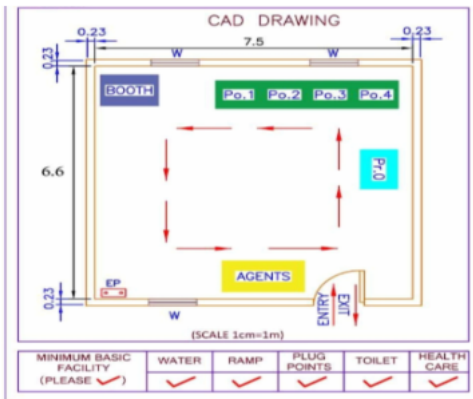 CAD DRAWING
0.23
7.5
0.23
W
W
0.23
BOOTH
Po.1 Po.2 Po.3 Po.4
6.6
Pr.0
EP
AGENTS
0.23
W
ENTRY
EXIT
(SCALE 1cm=1m)
MINIMUM BASIC
FACILITY
(PLEASE ✓)
WATER
RAMP
PLUG
POINTS
TOILET
HEALTH
CARE
✓ ✓ ✓ ✓ ✓